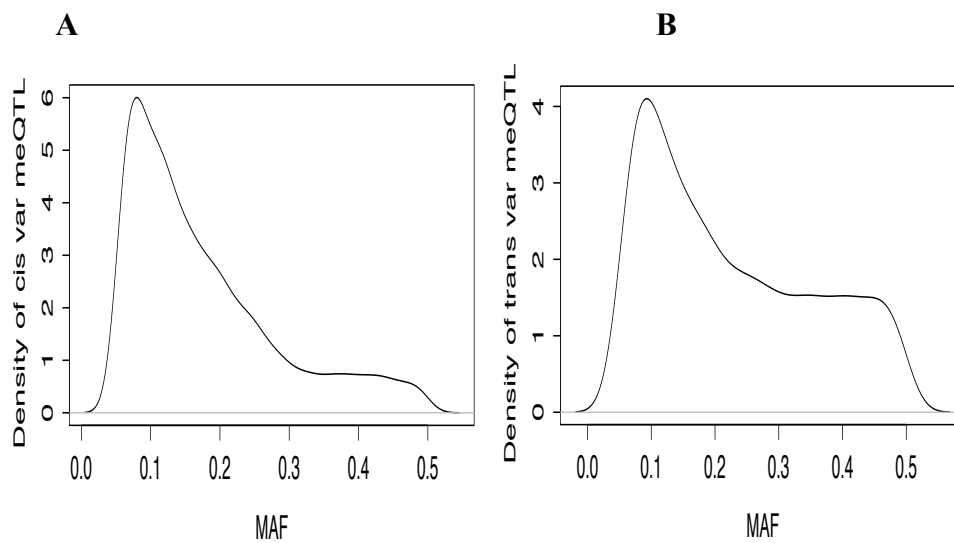 A
Density of cis var meQTL
0 1 2 3 4 5 6
0.0 0.1 0.2 0.3 0.4 0.5
MAF
B
Density of trans var meQTL
0 1 2 3 4
0.0 0.1 0.2 0.3 0.4 0.5
MAF